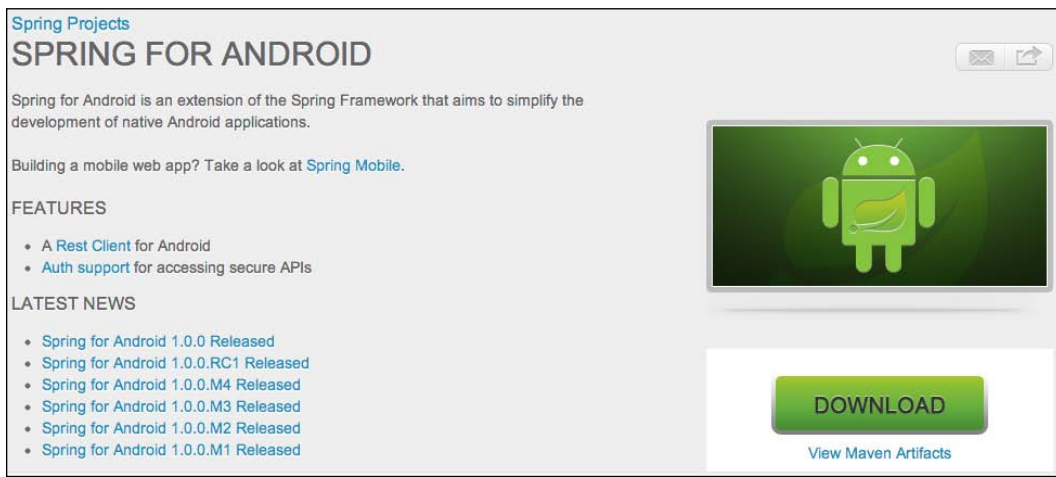 Spring Projects
SPRING FOR ANDROID
Spring for Android is an extension of the Spring Framework that aims to simplify the
development of native Android applications.
Building a mobile web app? Take a look at Spring Mobile.
FEATURES
• A Rest Client for Android
• Auth support for accessing secure APIs
LATEST NEWS
• Spring for Android 1.0.0 Released
• Spring for Android 1.0.0.RC1 Released
• Spring for Android 1.0.0.M4 Released
• Spring for Android 1.0.0.M3 Released
• Spring for Android 1.0.0.M2 Released
• Spring for Android 1.0.0.M1 Released
DOWNLOAD
View Maven Artifacts